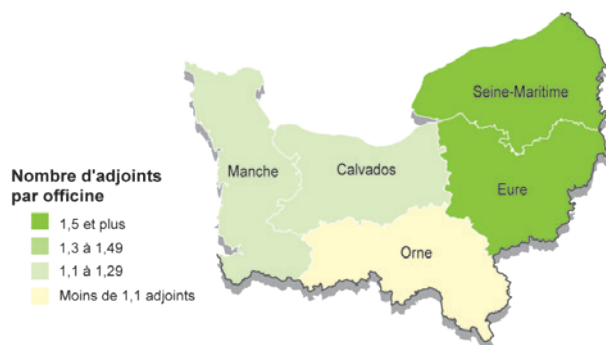 Seine-Maritime
Manche
Calvados
Eure
Orne
Nombre d'adjoints
par officine
1,5 et plus
1,3 à 1,49
1,1 à 1,29
Moins de 1,1 adjoints